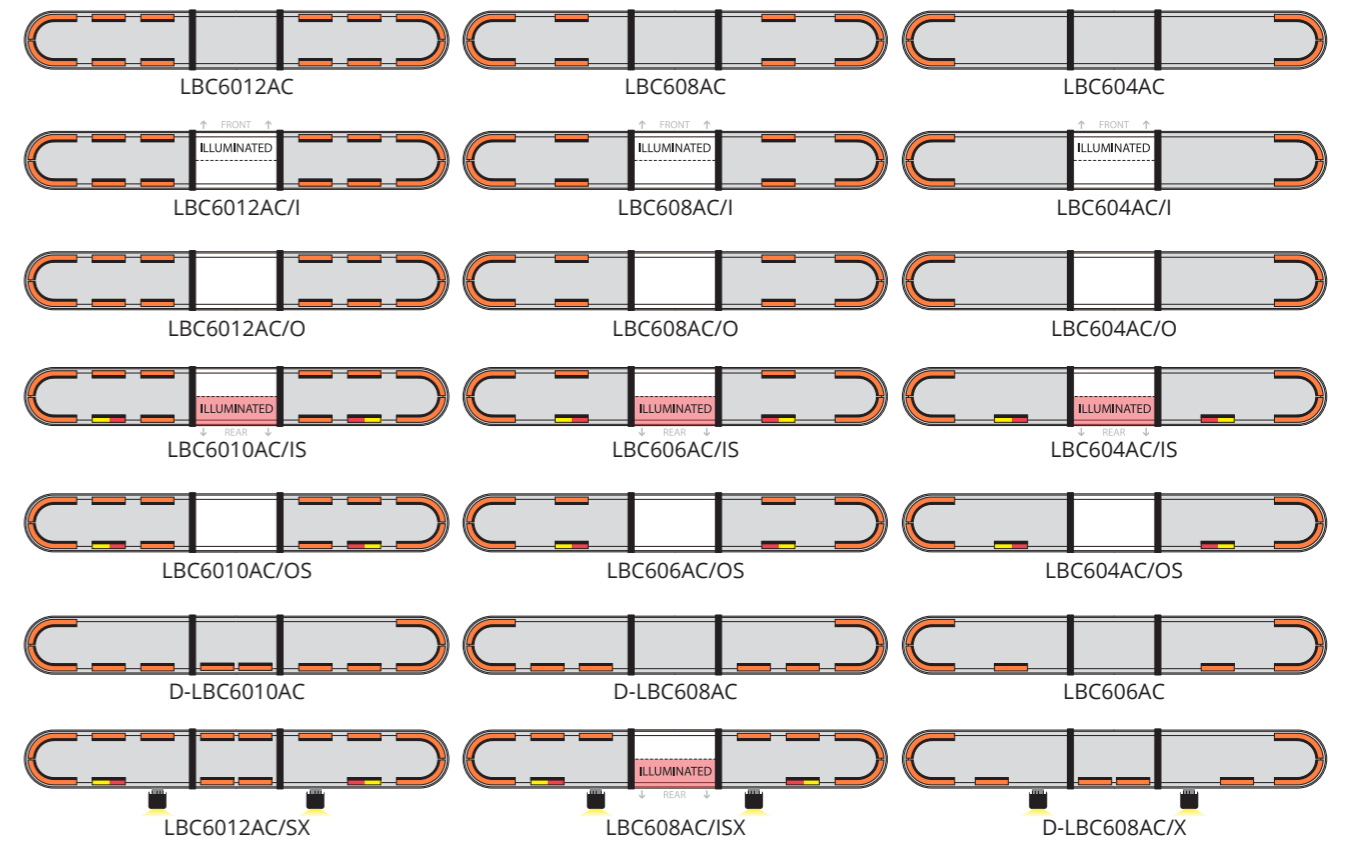 LBC6012AC LBC608AC LBC604AC
FRONT FRONT FRONT
ILLUMINATED ILLUMINATED ILLUMINATED
LBC6012AC/I LBC608AC/I LBC604AC/I
LBC6012AC/O LBC608AC/O LBC604AC/O
ILLUMINATED ILLUMINATED ILLUMINATED
REAR REAR REAR
LBC6010AC/IS LBC606AC/IS LBC604AC/IS
LBC6010AC/OS LBC606AC/OS LBC604AC/OS
D-LBC6010AC D-LBC608AC LBC606AC
ILLUMINATED
REAR
LBC6012AC/SX LBC608AC/ISX D-LBC608AC/X